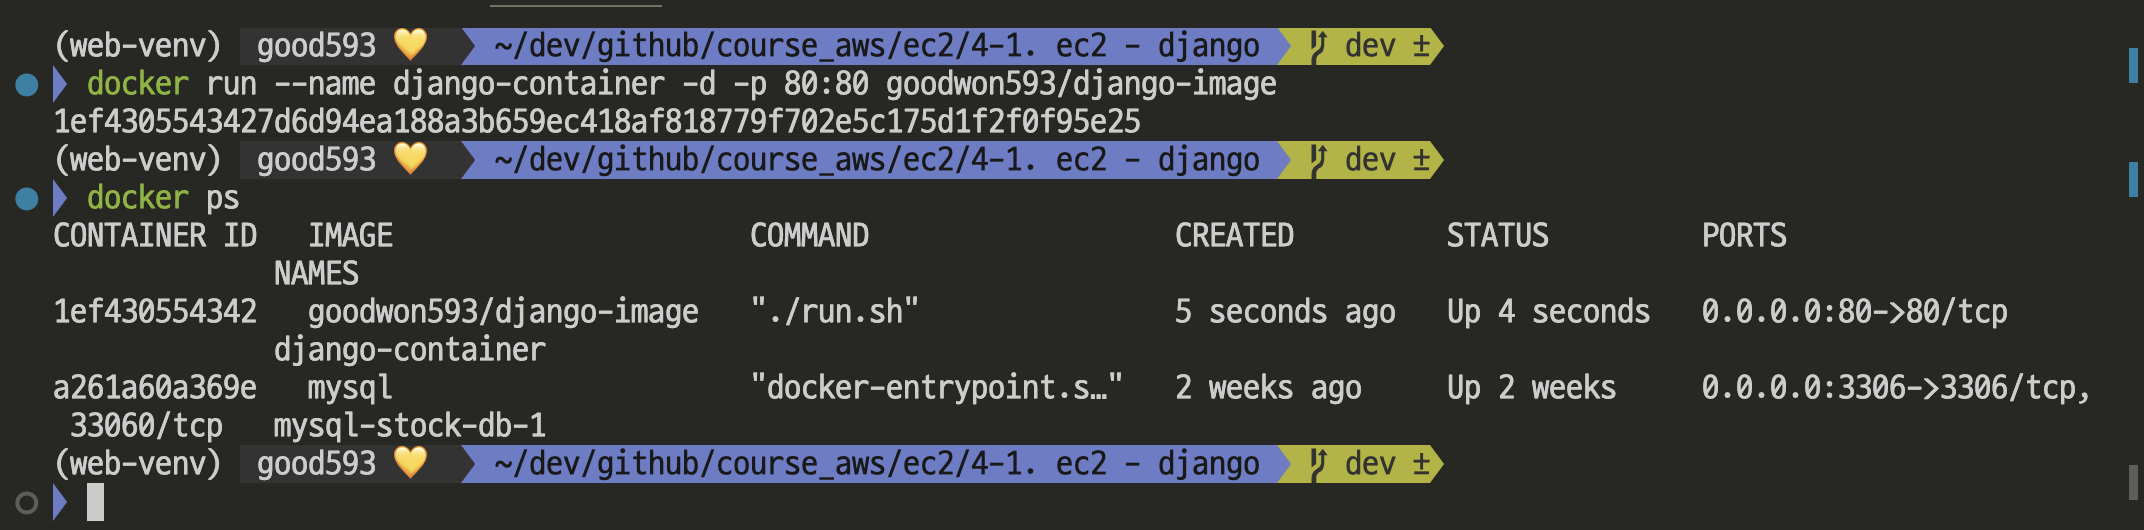 (web-venv) good593 💛 ~/dev/github/course_aws/ec2/4-1. ec2 - django dev ±
docker run --name django-container -d -p 80:80 goodwon593/django-image
1ef4305543427d6d94ea188a3b659ec418af818779f702e5c175d1f2f0f95e25
(web-venv) good593 💛 ~/dev/github/course_aws/ec2/4-1. ec2 - django dev ±
docker ps
CONTAINER ID IMAGE COMMAND CREATED STATUS PORTS
NAMES
1ef430554342 goodwon593/django-image "./run.sh" 5 seconds ago Up 4 seconds 0.0.0.0:80->80/tcp
django-container
a261a60a369e mysql "docker-entrypoint.s…" 2 weeks ago Up 2 weeks 0.0.0.0:3306->3306/tcp,
33060/tcp mysql-stock-db-1
(web-venv) good593 💛 ~/dev/github/course_aws/ec2/4-1. ec2 - django dev ±